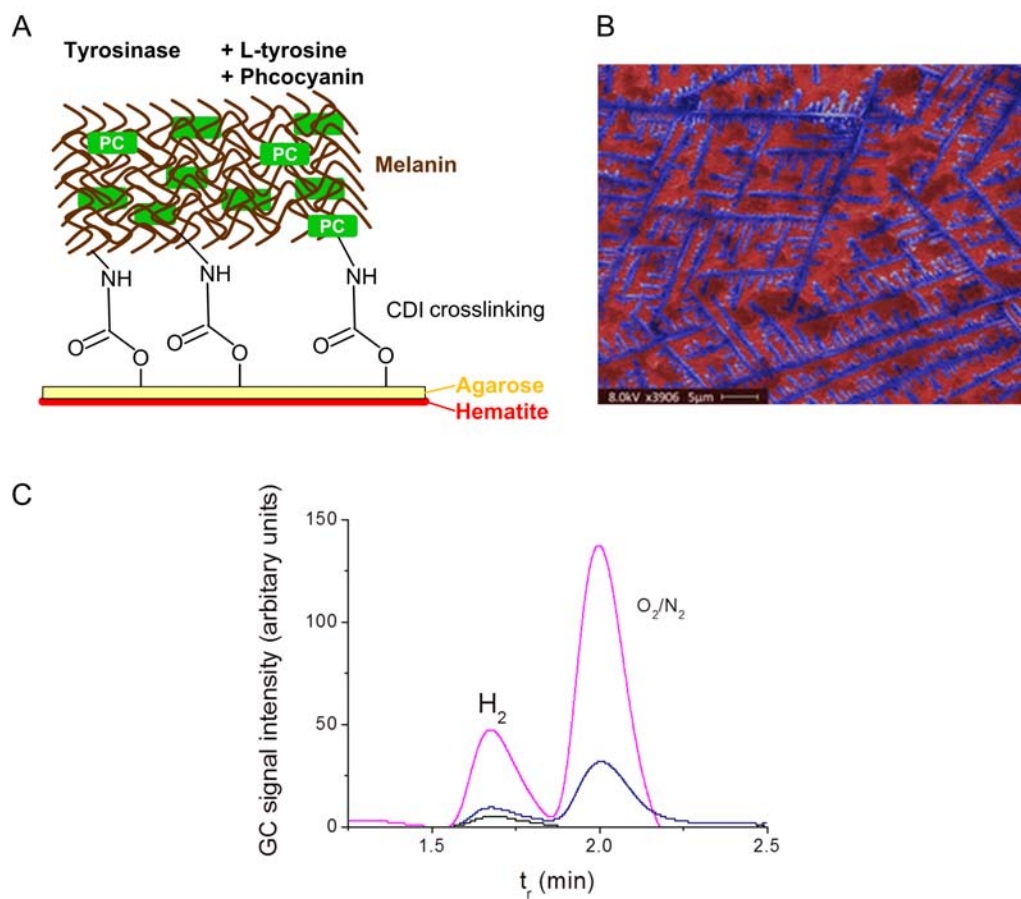 A
Tyrosinase + L-tyrosine
+ Phcocyanin
PC
PC
Melanin
PC
NH
NH
NH
CDI crosslinking
O
O
O
O
O
O
Agarose
Hematite
B
8.0kV x3906 5µm
C
GC signal intensity (arbitary units)
150
100
50
0
H2
O2/N2
1.5
2.0
2.5
tr (min)